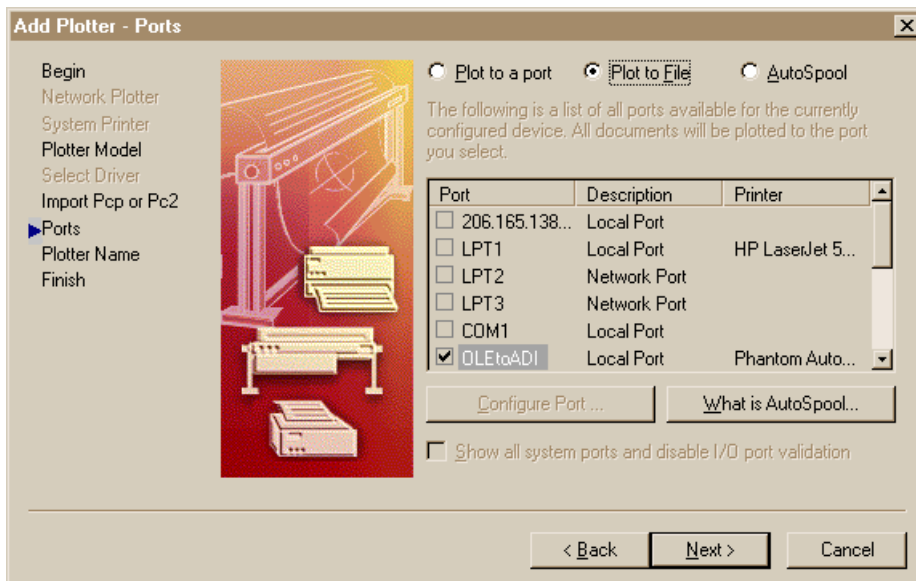 Add Plotter - Ports
Begin
Network Plotter
System Printer
Plotter Model
Select Driver
Import Pcp or Pc2
Ports
Plotter Name
Finish
Plot to a port Plot to File AutoSpool
The following is a list of all ports available for the currently
configured device. All documents will be plotted to the port
you select.
Port Description Printer
206.165.138... Local Port
LPT1 Local Port HP LaserJet 5...
LPT2 Network Port
LPT3 Network Port
COM1 Local Port
OLEtoADI Local Port Phantom Auto...
Configure Port ... What is AutoSpool...
Show all system ports and disable I/O port validation
< Back Next > Cancel